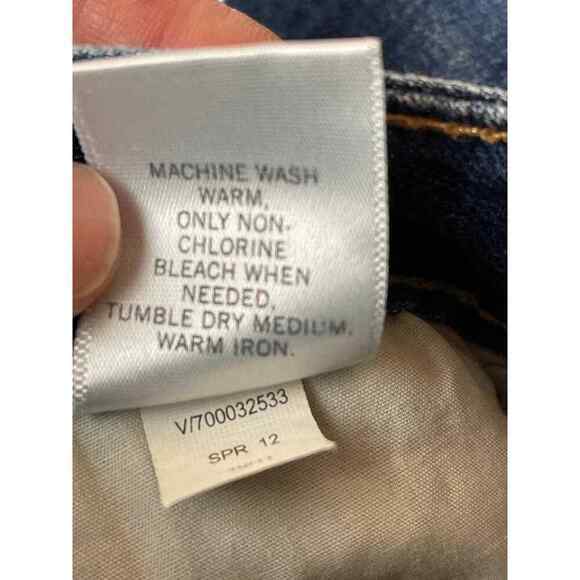 MACHINE WASH
WARM,
ONLY NON-
CHLORINE
BLEACH WHEN
NEEDED,
TUMBLE DRY MEDIUM,
WARM IRON.
V/700032533
SPR 12